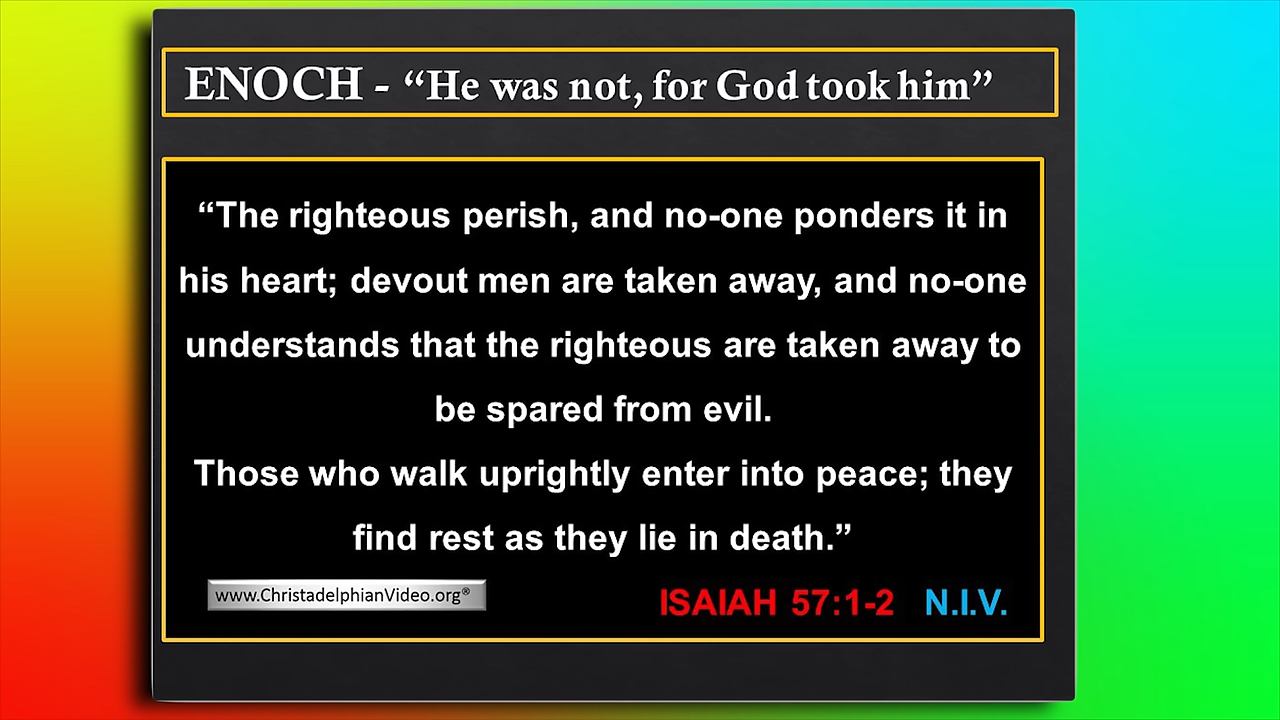 ENOCH - “He was not, for God took him”
“The righteous perish, and no-one ponders it in
his heart; devout men are taken away, and no-one
understands that the righteous are taken away to
be spared from evil.
Those who walk uprightly enter into peace; they
find rest as they lie in death.”
www.ChristadelphianVideo.org®
ISAIAH 57:1-2 N.I.V.